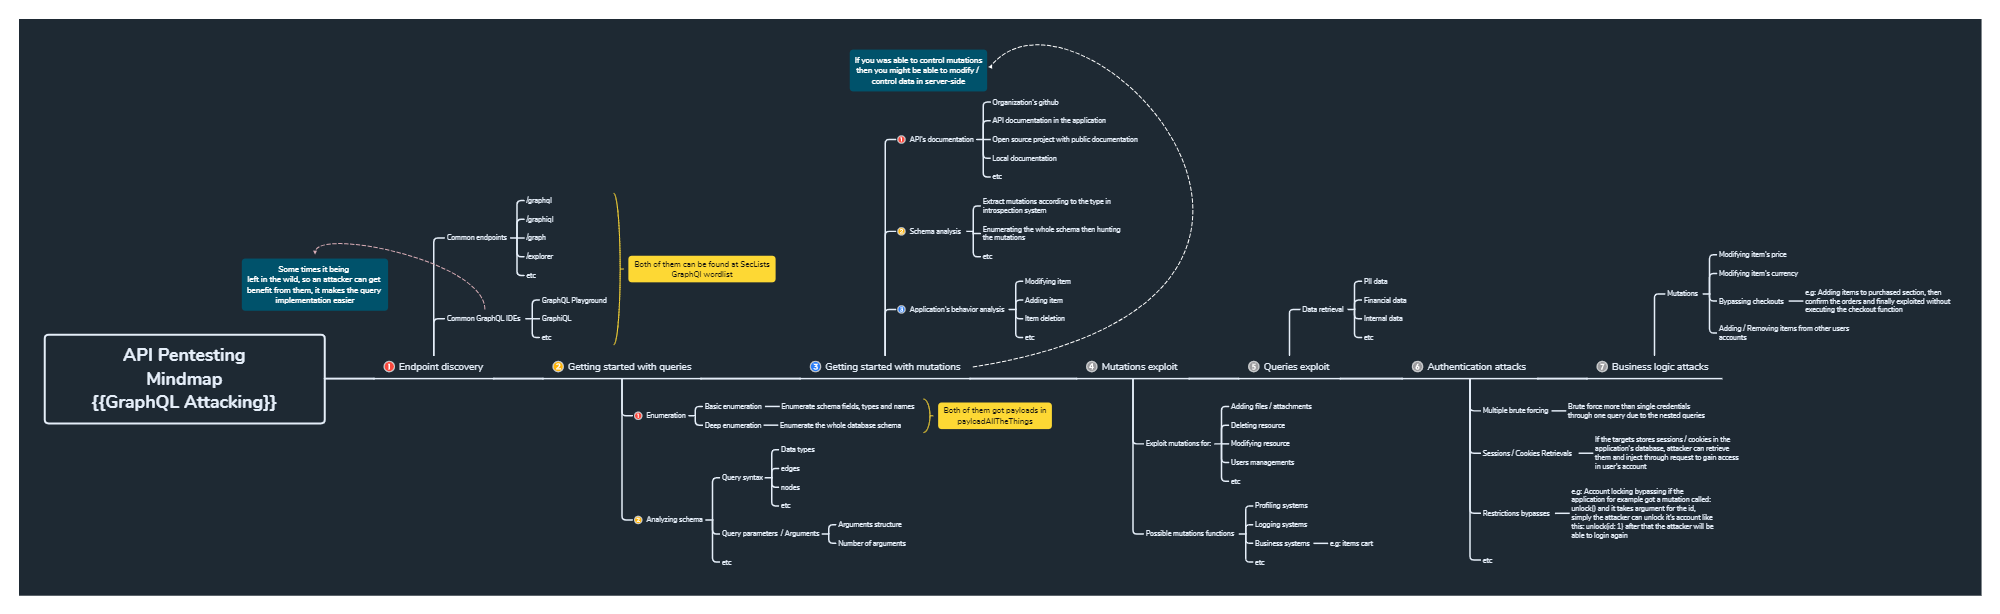 API Pentesting
Mindmap
{{GraphQL Attacking}}
! Endpoint discovery
Common endpoints
/graphql
/graphiql
/graph
/explorer
etc
Common GraphQL IDEs
GraphQL Playground
GraphiQL
etc
Some times it being
left in the wild, so an attacker can get
benefit from them, it makes the query
implementation easier
Both of them can be found at SecLists
GraphQl wordlist
2 Getting started with queries
1 Enumeration
Basic enumeration
Enumerate schema fields, types and names
Deep enumeration
Enumerate the whole database schema
Both of them got payloads in
payloadAllTheThings
2 Analyzing schema
Query syntax
Data types
edges
nodes
etc
Query parameters / Arguments
Arguments structure
Number of arguments
etc
3 Getting started with mutations
If you was able to control mutations
then you might be able to modify /
control data in server-side
1 API's documentation
Organization's github
API documentation in the application
Open source project with public documentation
Local documentation
etc
2 Schema analysis
Extract mutations according to the type in
introspection system
Enumerating the whole schema then hunting
the mutations
etc
3 Application's behavior analysis
Modifying item
Adding item
Item deletion
etc
4 Mutations exploit
Exploit mutations for:
Adding files / attachments
Deleting resource
Modifying resource
Users managements
etc
Possible mutations functions
Profiling systems
Logging systems
Business systems
e.g: items cart
etc
5 Queries exploit
Data retrieval
PII data
Financial data
Internal data
etc
6 Authentication attacks
Multiple brute forcing
Brute force more than single credentials
through one query due to the nested queries
Sessions / Cookies Retrievals
If the targets stores sessions / cookies in the
application's database, attacker can retrieve
them and inject through request to gain access
in user's account
Restrictions bypasses
e.g: Account locking bypassing if the
application for example got a mutation called:
unlock() and it takes argument for the id,
simply the attacker can unlock it's account like
this: unlock(id: 1) after that the attacker will be
able to login again
etc
7 Business logic attacks
Mutations
Modifying item's price
Modifying item's currency
Bypassing checkouts
e.g: Adding items to purchased section, then
confirm the orders and finally exploited without
executing the checkout function
Adding / Removing items from other users
accounts